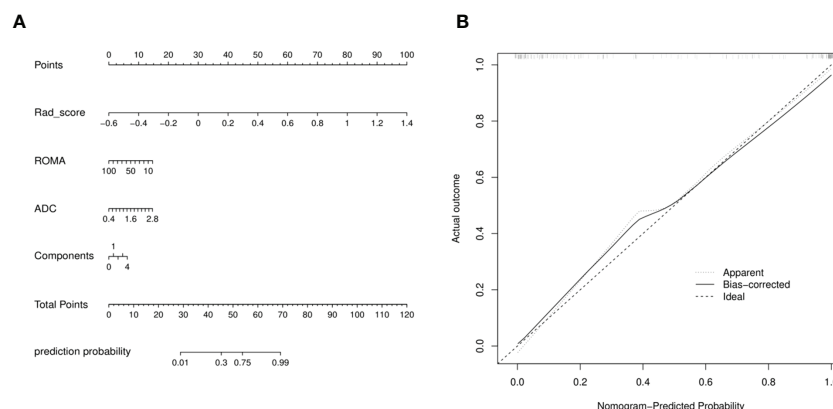 A
Points
0 10 20 30 40 50 60 70 80 90 100
Rad_score
−0.6 −0.4 −0.2 0 0.2 0.4 0.6 0.8 1 1.2 1.4
ROMA
100 50 10
ADC
0.4 1.6 2.8
Components
1
0 4
Total Points
0 10 20 30 40 50 60 70 80 90 100 110 120
prediction probability
0.01 0.3 0.75 0.99
B
Actual outcome
1.0
0.8
0.6
0.4
0.2
0.0
Apparent
Bias−corrected
Ideal
0.0 0.2 0.4 0.6 0.8
Nomogram−Predicted Probability